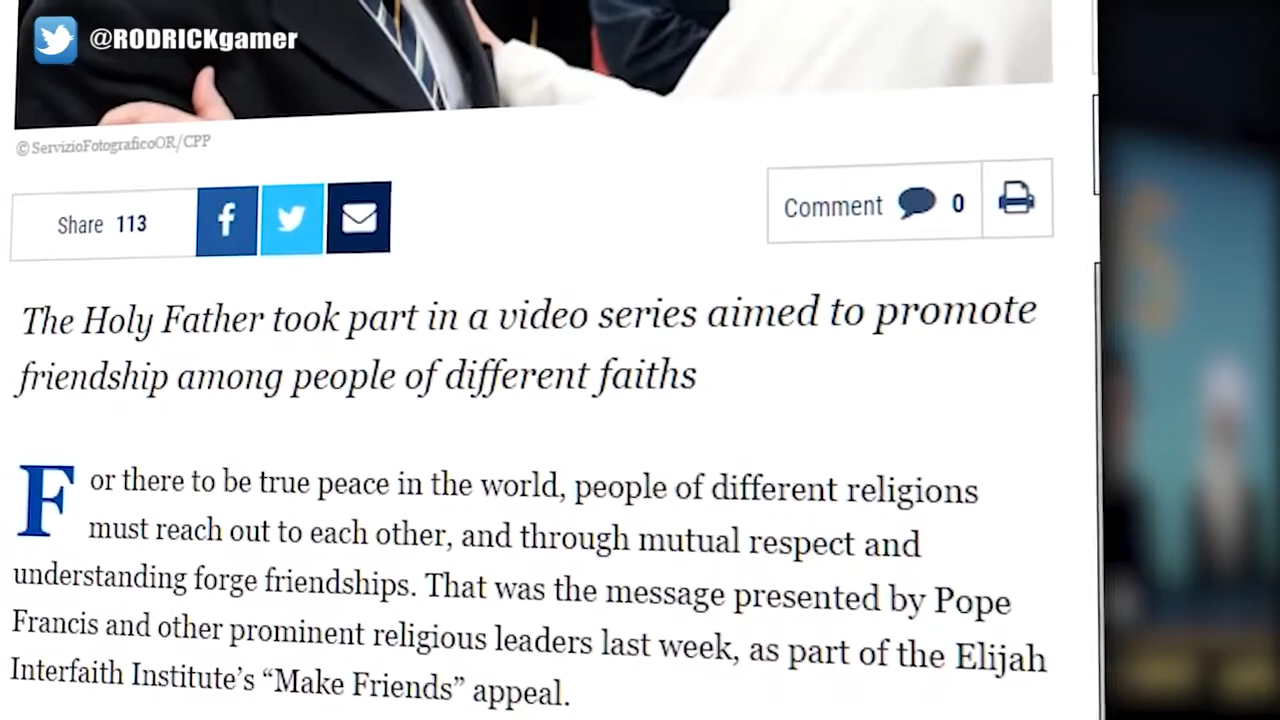 @RODRICKgamer
© ServizioFotograficoOR/CPP
Share 113
Comment 0
The Holy Father took part in a video series aimed to promote
friendship among people of different faiths
For there to be true peace in the world, people of different religions
must reach out to each other, and through mutual respect and
understanding forge friendships. That was the message presented by Pope
Francis and other prominent religious leaders last week, as part of the Elijah
Interfaith Institute’s “Make Friends” appeal.